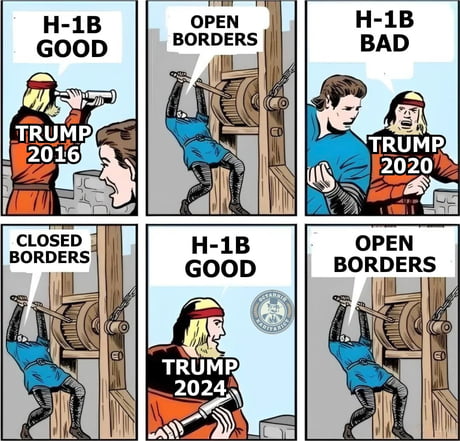 H-1B
GOOD
TRUMP
2016
OPEN
BORDERS
H-1B
BAD
TRUMP
2020
CLOSED
BORDERS
H-1B
GOOD
TRUMP
2024
OPEN
BORDERS